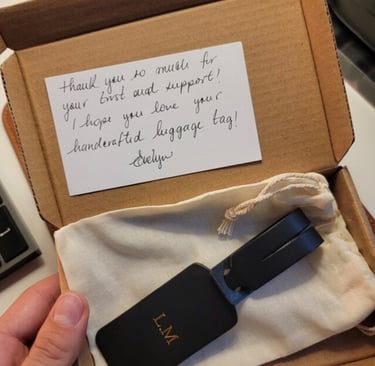 Thank you so much for
your trust and support!
I hope you love your
handcrafted luggage tag!
Evelyn
L.M